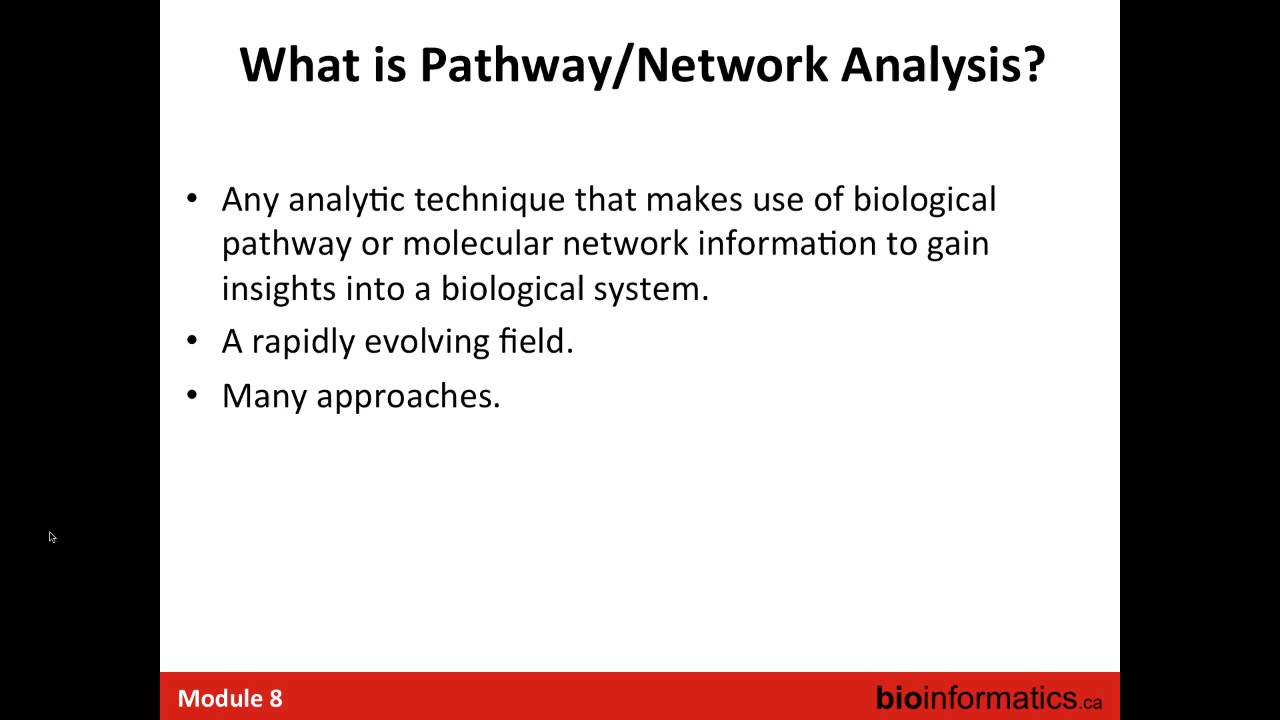 What is Pathway/Network Analysis?
• Any analytic technique that makes use of biological
pathway or molecular network information to gain
insights into a biological system.
• A rapidly evolving field.
• Many approaches.
Module 8
bioinformatics.ca